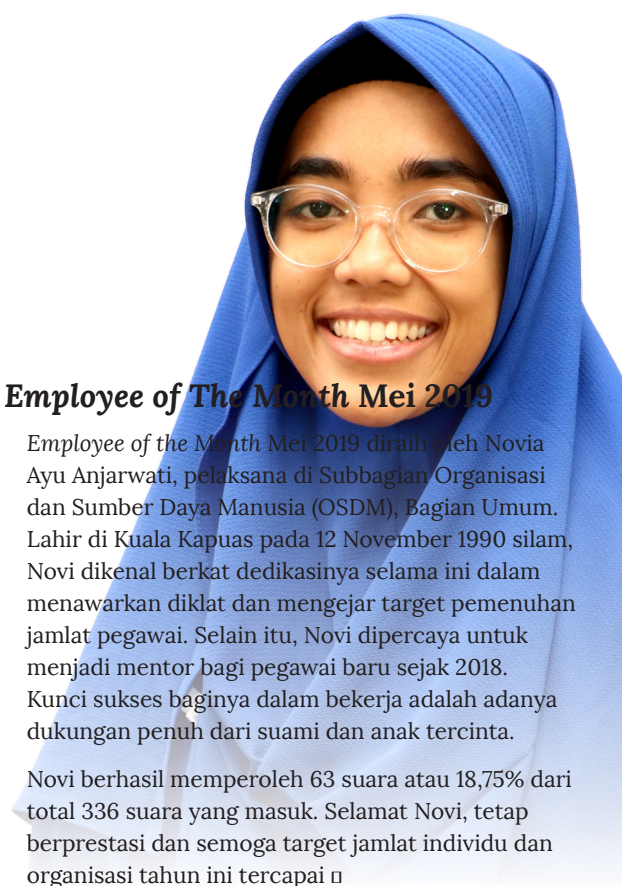 Employee of The Month Mei 2019
Employee of the Month Mei 2019 diraih oleh Novia
Ayu Anjarwati, pelaksana di Subbagian Organisasi
dan Sumber Daya Manusia (OSDM), Bagian Umum.
Lahir di Kuala Kapuas pada 12 November 1990 silam,
Novi dikenal berkat dedikasinya selama ini dalam
menawarkan diklat dan mengejar target pemenuhan
jamlat pegawai. Selain itu, Novi dipercaya untuk
menjadi mentor bagi pegawai baru sejak 2018.
Kunci sukses baginya dalam bekerja adalah adanya
dukungan penuh dari suami dan anak tercinta.
Novi berhasil memperoleh 63 suara atau 18,75% dari
total 336 suara yang masuk. Selamat Novi, tetap
berprestasi dan semoga target jamlat individu dan
organisasi tahun ini tercapai ▯